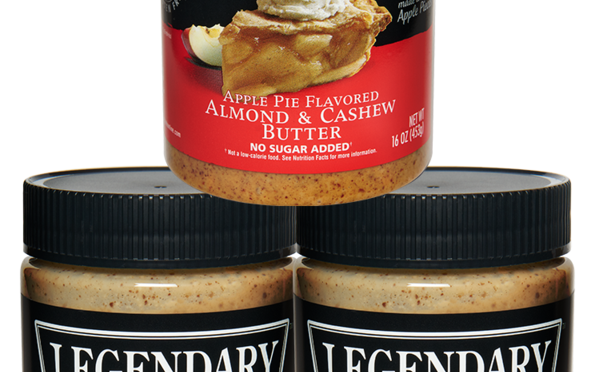 made
Apple Pie
APPLE PIE FLAVORED
ALMOND & CASHEW
BUTTER
NO SUGAR ADDED†
† Not a low-calorie food. See Nutrition Facts for more information.
NET WT
16 OZ (453g)
LEGENDARY LEGENDARY